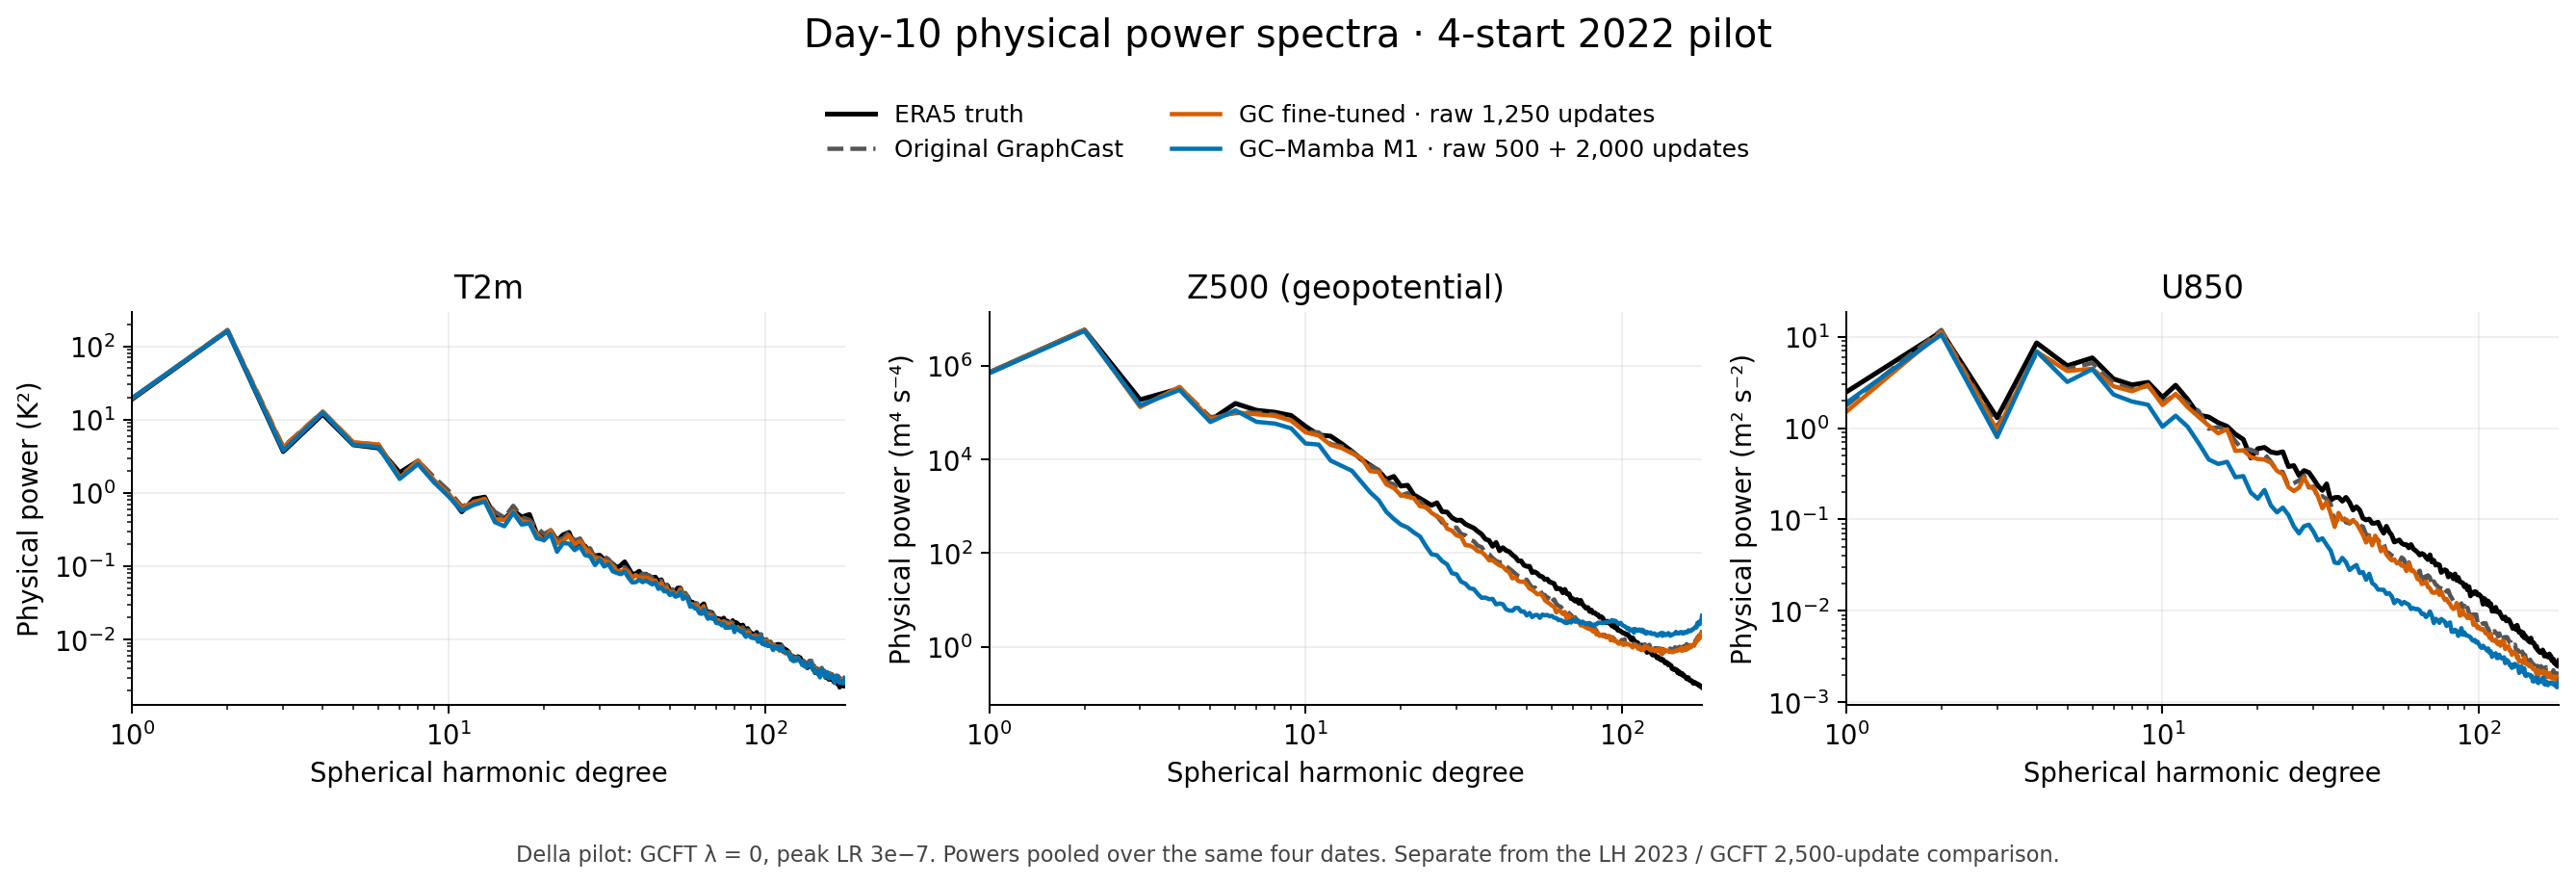 Day-10 physical power spectra · 4-start 2022 pilot
ERA5 truth
Original GraphCast
GC fine-tuned · raw 1,250 updates
GC–Mamba M1 · raw 500 + 2,000 updates
T2m
Physical power (K²)
10²
10¹
10⁰
10⁻¹
10⁻²
10⁰
10¹
10²
Spherical harmonic degree
Z500 (geopotential)
Physical power (m⁴ s⁻⁴)
10⁶
10⁴
10²
10⁰
10⁰
10¹
10²
Spherical harmonic degree
U850
Physical power (m² s⁻²)
10¹
10⁰
10⁻¹
10⁻²
10⁻³
10⁰
10¹
10²
Spherical harmonic degree
Della pilot: GCFT λ = 0, peak LR 3e−7. Powers pooled over the same four dates. Separate from the LH 2023 / GCFT 2,500-update comparison.